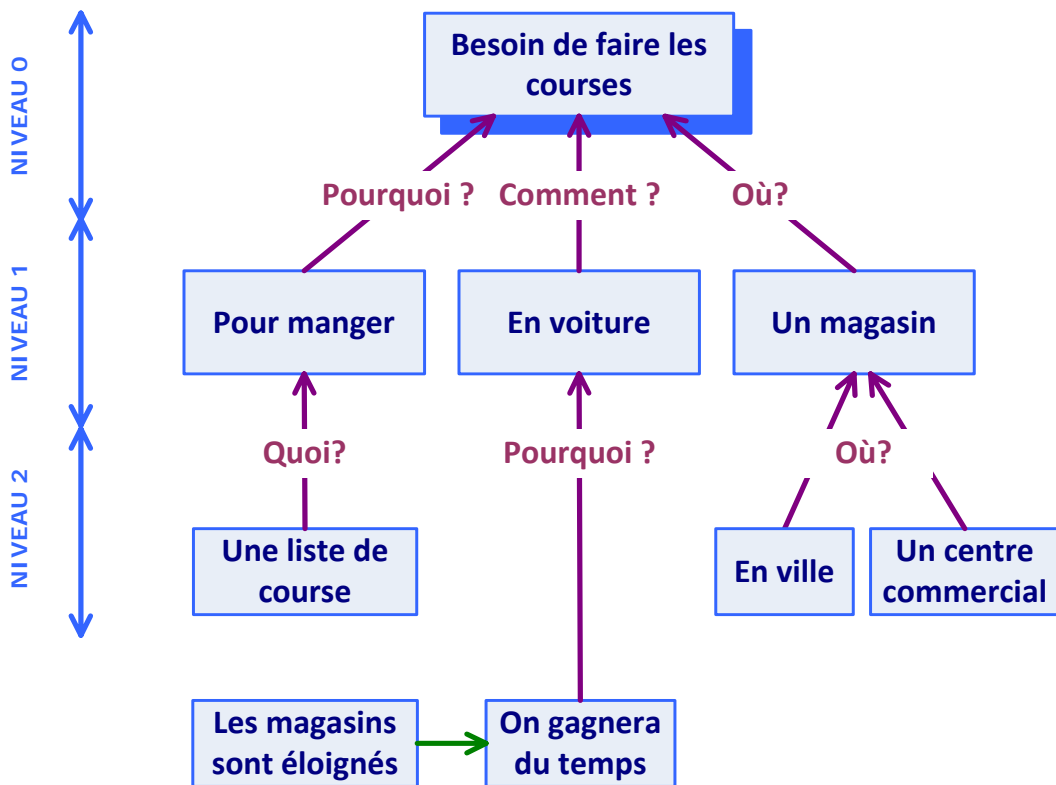 NIVEAU 0
Besoin de faire les
courses
Pourquoi ? Comment ? Où?
NIVEAU 1
Pour manger
En voiture
Un magasin
Quoi?
Pourquoi ?
Où?
NIVEAU 2
Une liste de
course
En ville
Un centre
commercial
Les magasins
sont éloignés
On gagnera
du temps